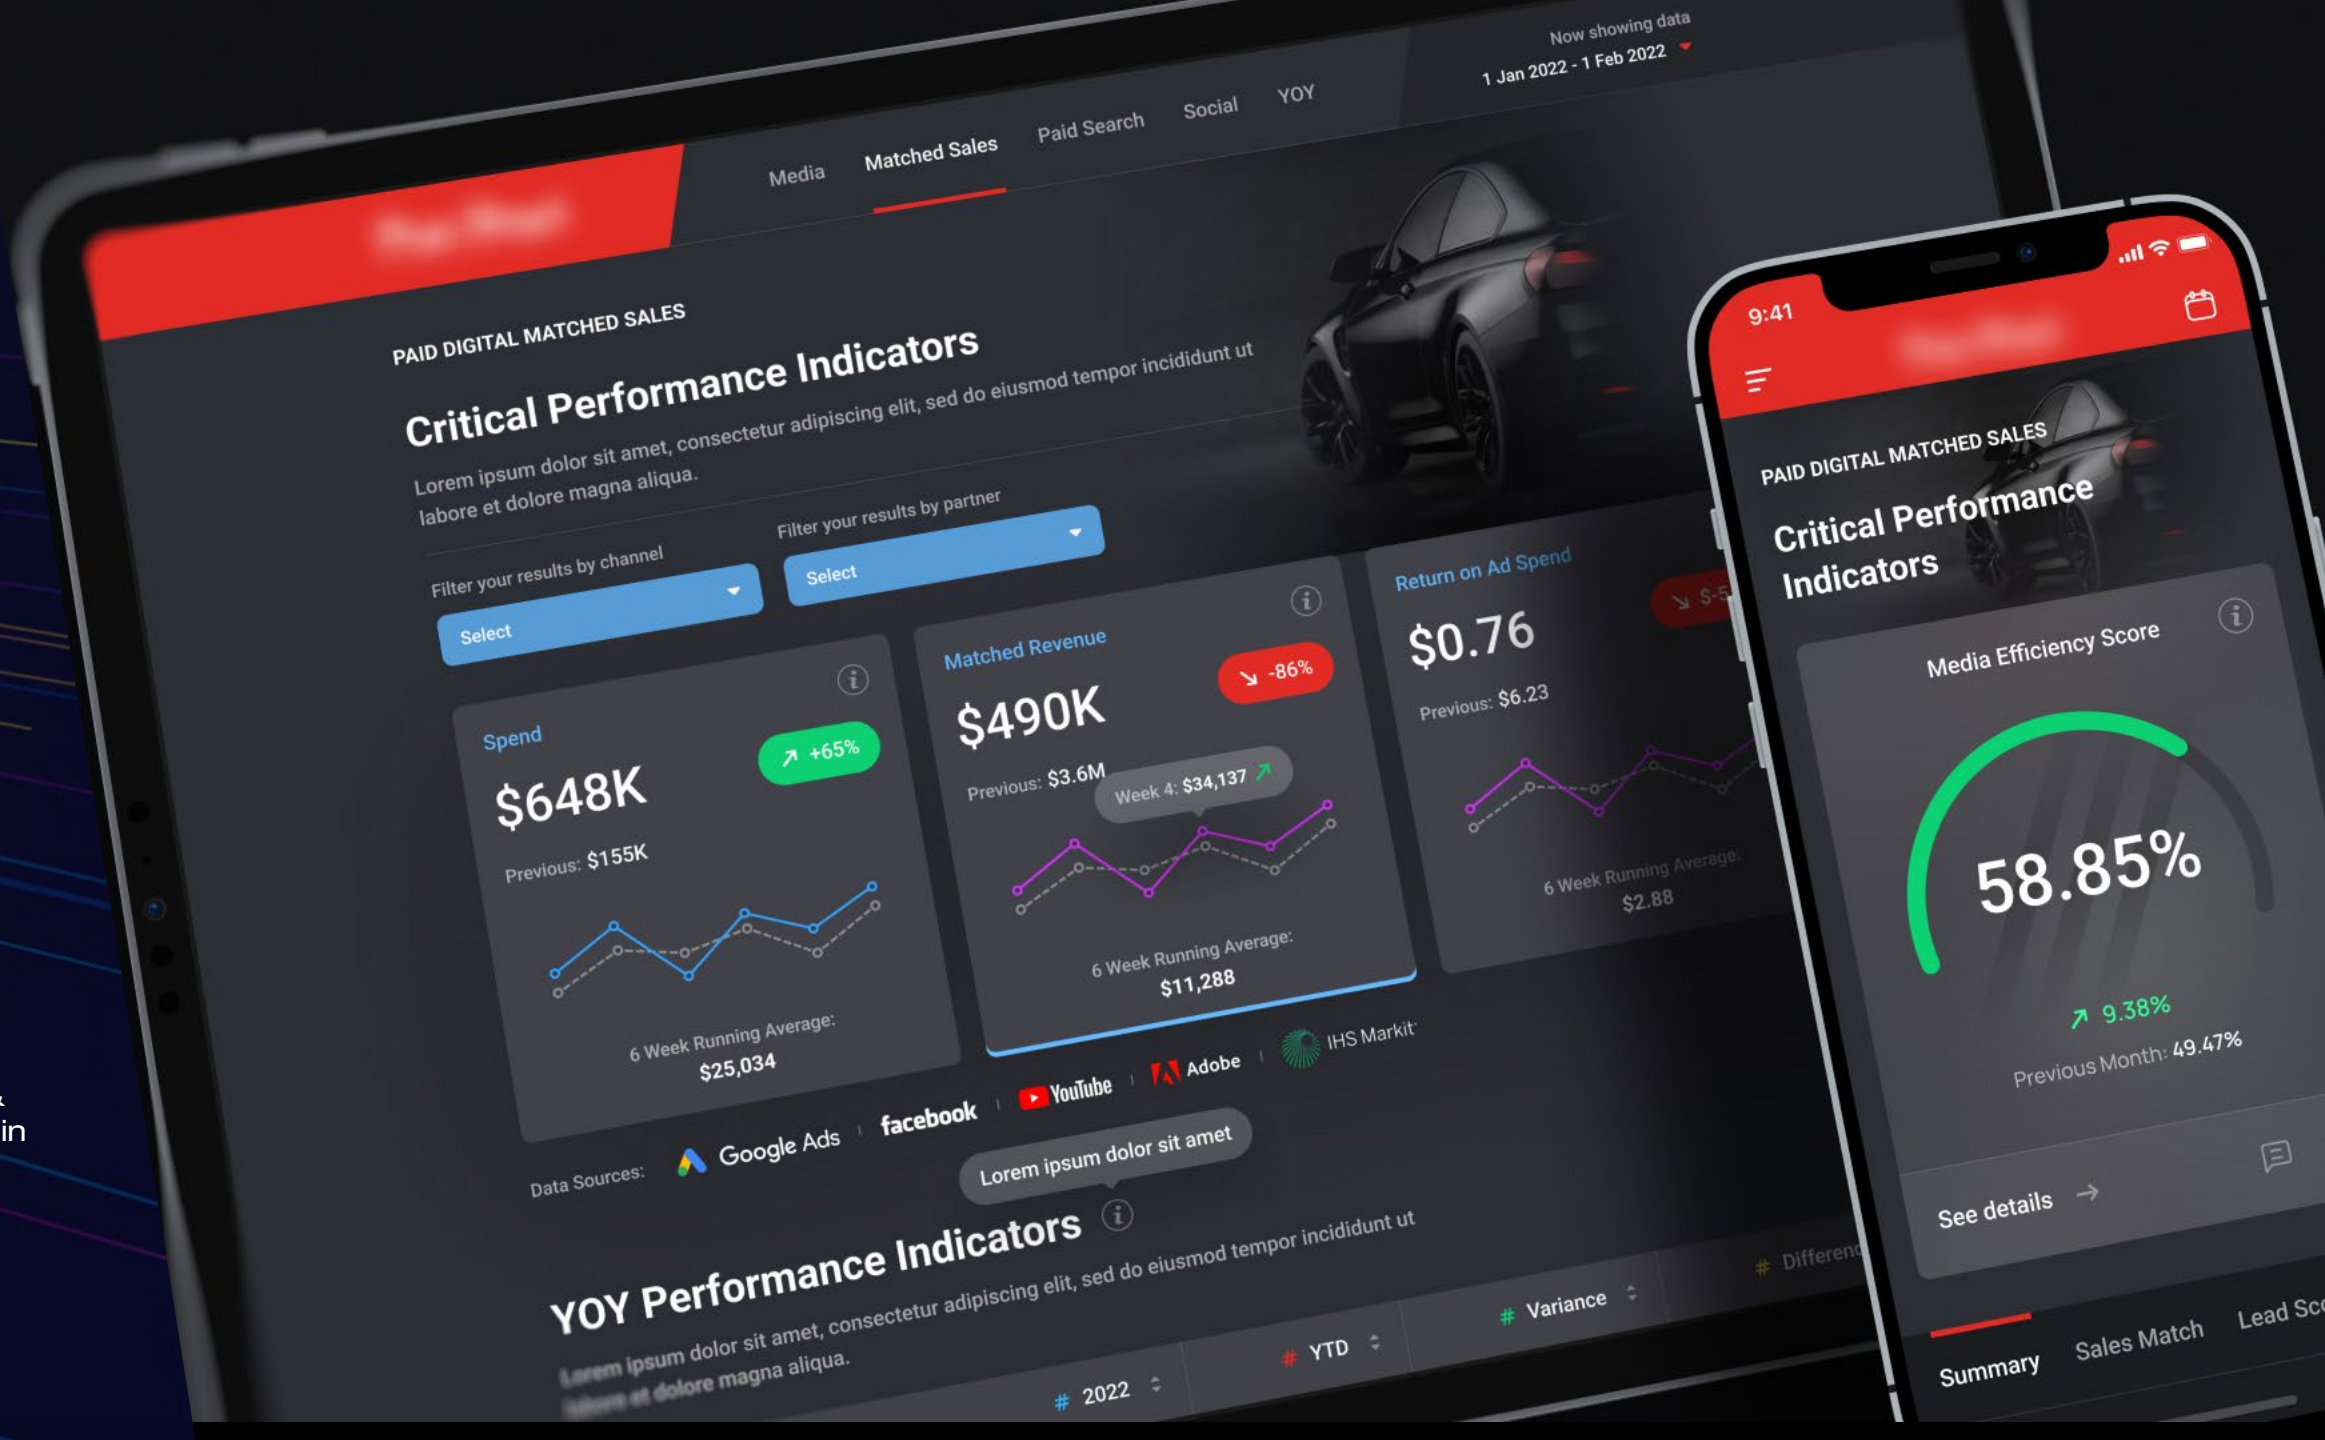 Now showing data
1 Jan 2022 - 1 Feb 2022
Media
Matched Sales
Paid Search
Social
YOY
PAID DIGITAL MATCHED SALES
Critical Performance Indicators
Lorem ipsum dolor sit amet, consectetur adipiscing elit, sed do eiusmod tempor incididunt ut
labore et dolore magna aliqua.
Filter your results by channel
Select
Filter your results by partner
Select
Spend
$648K
+65%
Previous: $155K
6 Week Running Average:
$25,034
Matched Revenue
$490K
-86%
Previous: $3.6M
Week 4: $34,137
6 Week Running Average:
$11,288
Return on Ad Spend
$0.76
$-5
Previous: $6.23
6 Week Running Average:
$2.88
Data Sources:
Google Ads
facebook
YouTube
Adobe
IHS Markit
Lorem ipsum dolor sit amet
YOY Performance Indicators
Lorem ipsum dolor sit amet, consectetur adipiscing elit, sed do eiusmod tempor incididunt ut
labore et dolore magna aliqua.
# 2022
# YTD
# Variance
# Differenc
9:41
PAID DIGITAL MATCHED SALES
Critical Performance
Indicators
Media Efficiency Score
58.85%
9.38%
Previous Month: 49.47%
See details
Summary
Sales Match
Lead Sco
&
in